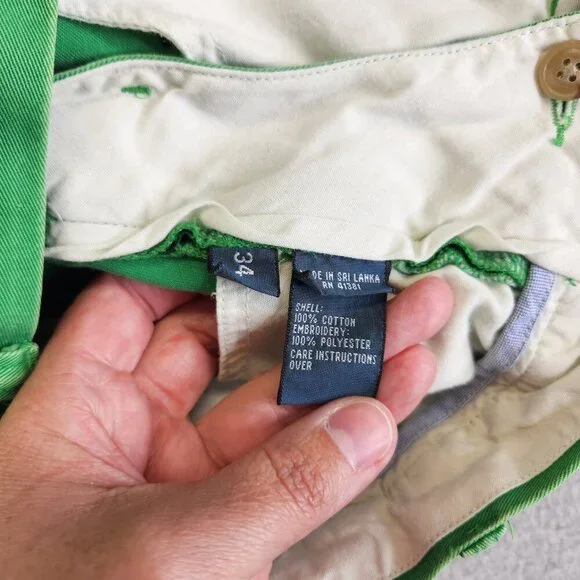 34
DE IN SRI LANKA
RN 41381
SHELL:
100% COTTON
EMBROIDERY:
100% POLYESTER
CARE INSTRUCTIONS
OVER